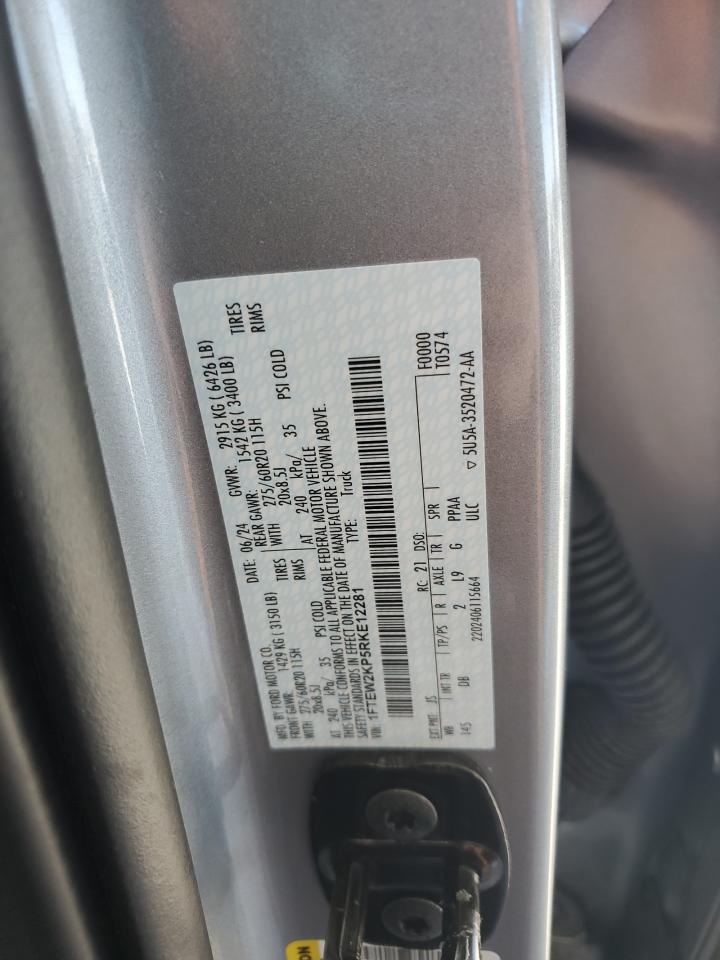 MFD. BY FORD MOTOR CO.
DATE: 06/24 GVWR: 2915 KG ( 6426 LB)
FRONT GAWR: 1429 KG ( 3150 LB) REAR GAWR: 1542 KG ( 3400 LB)
WITH 275/60R20 115H TIRES WITH 275/60R20 115H TIRES
20x8.5J RIMS 20x8.5J RIMS
AT 240 kPa/ 35 PSI COLD AT 240 kPa/ 35 PSI COLD
THIS VEHICLE CONFORMS TO ALL APPLICABLE FEDERAL MOTOR VEHICLE
SAFETY STANDARDS IN EFFECT ON THE DATE OF MANUFACTURE SHOWN ABOVE.
VIN: 1FTEW2KP5RKE12281 TYPE: Truck
F0000
EXT PNT: JS RC: 21 DSO: T0574
WB INT TR TP/PS R AXLE TR SPR
145 DB 2 L9 G PPAA
2202406115664 ULC ▽ 5U5A-3520472-AA